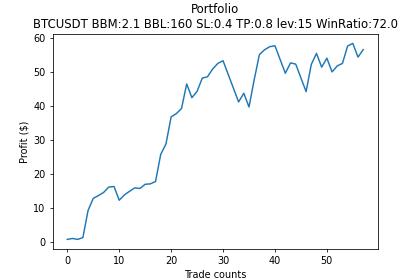 Portfolio
BTCUSDT BBM:2.1 BBL:160 SL:0.4 TP:0.8 lev:15 WinRatio:72.0
60
50
40
30
20
10
0
Profit ($)
0 10 20 30 40 50
Trade counts